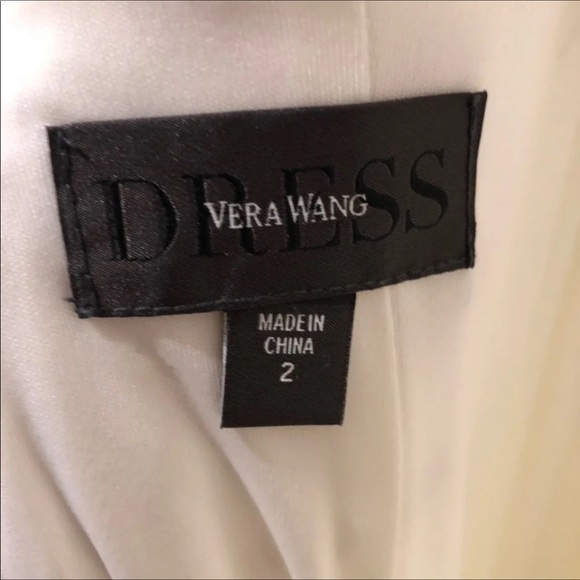 DRESS
VERA WANG
MADE IN
CHINA
2